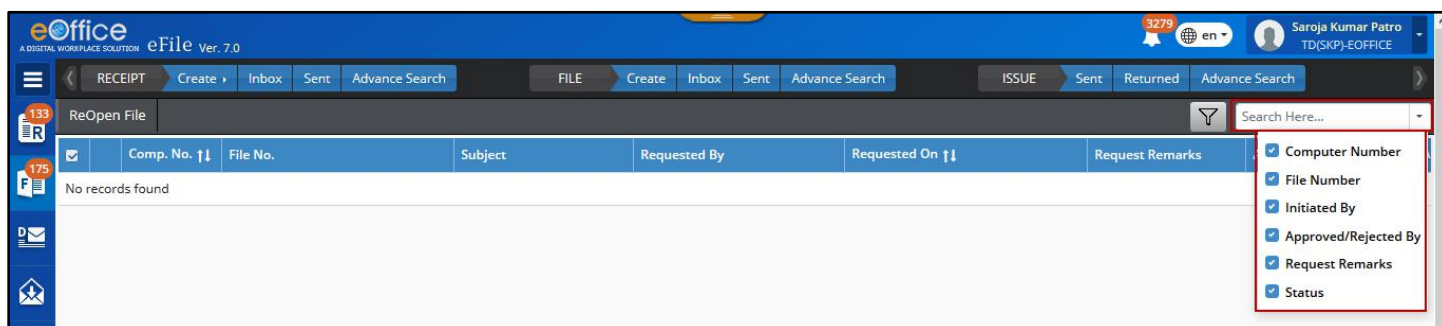 eOffice
A DIGITAL WORKPLACE SOLUTION eFile Ver. 7.0
3279
en
Saroja Kumar Patro
TD(SKP)-EOFFICE
RECEIPT Create Inbox Sent Advance Search FILE Create Inbox Sent Advance Search ISSUE Sent Returned Advance Search
133
R
ReOpen File
Search Here...
Comp. No. File No. Subject Requested By Requested On Request Remarks
175
F
No records found
D
Computer Number
File Number
Initiated By
Approved/Rejected By
Request Remarks
Status